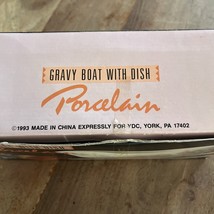 GRAVY BOAT WITH DISH
Porcelain
©1993 MADE IN CHINA EXPRESSLY FOR YDC, YORK, PA 17402